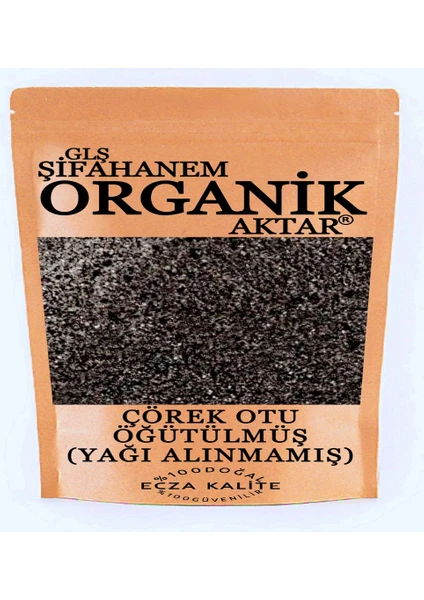 GLŞ
ŞİFAHANEM
ORGANİK
AKTAR®
ÇÖREK OTU
ÖĞÜTÜLMÜŞ
(YAĞI ALINMAMIŞ)
%100DOĞAL
ECZA KALİTE
%100GÜVENİLİR